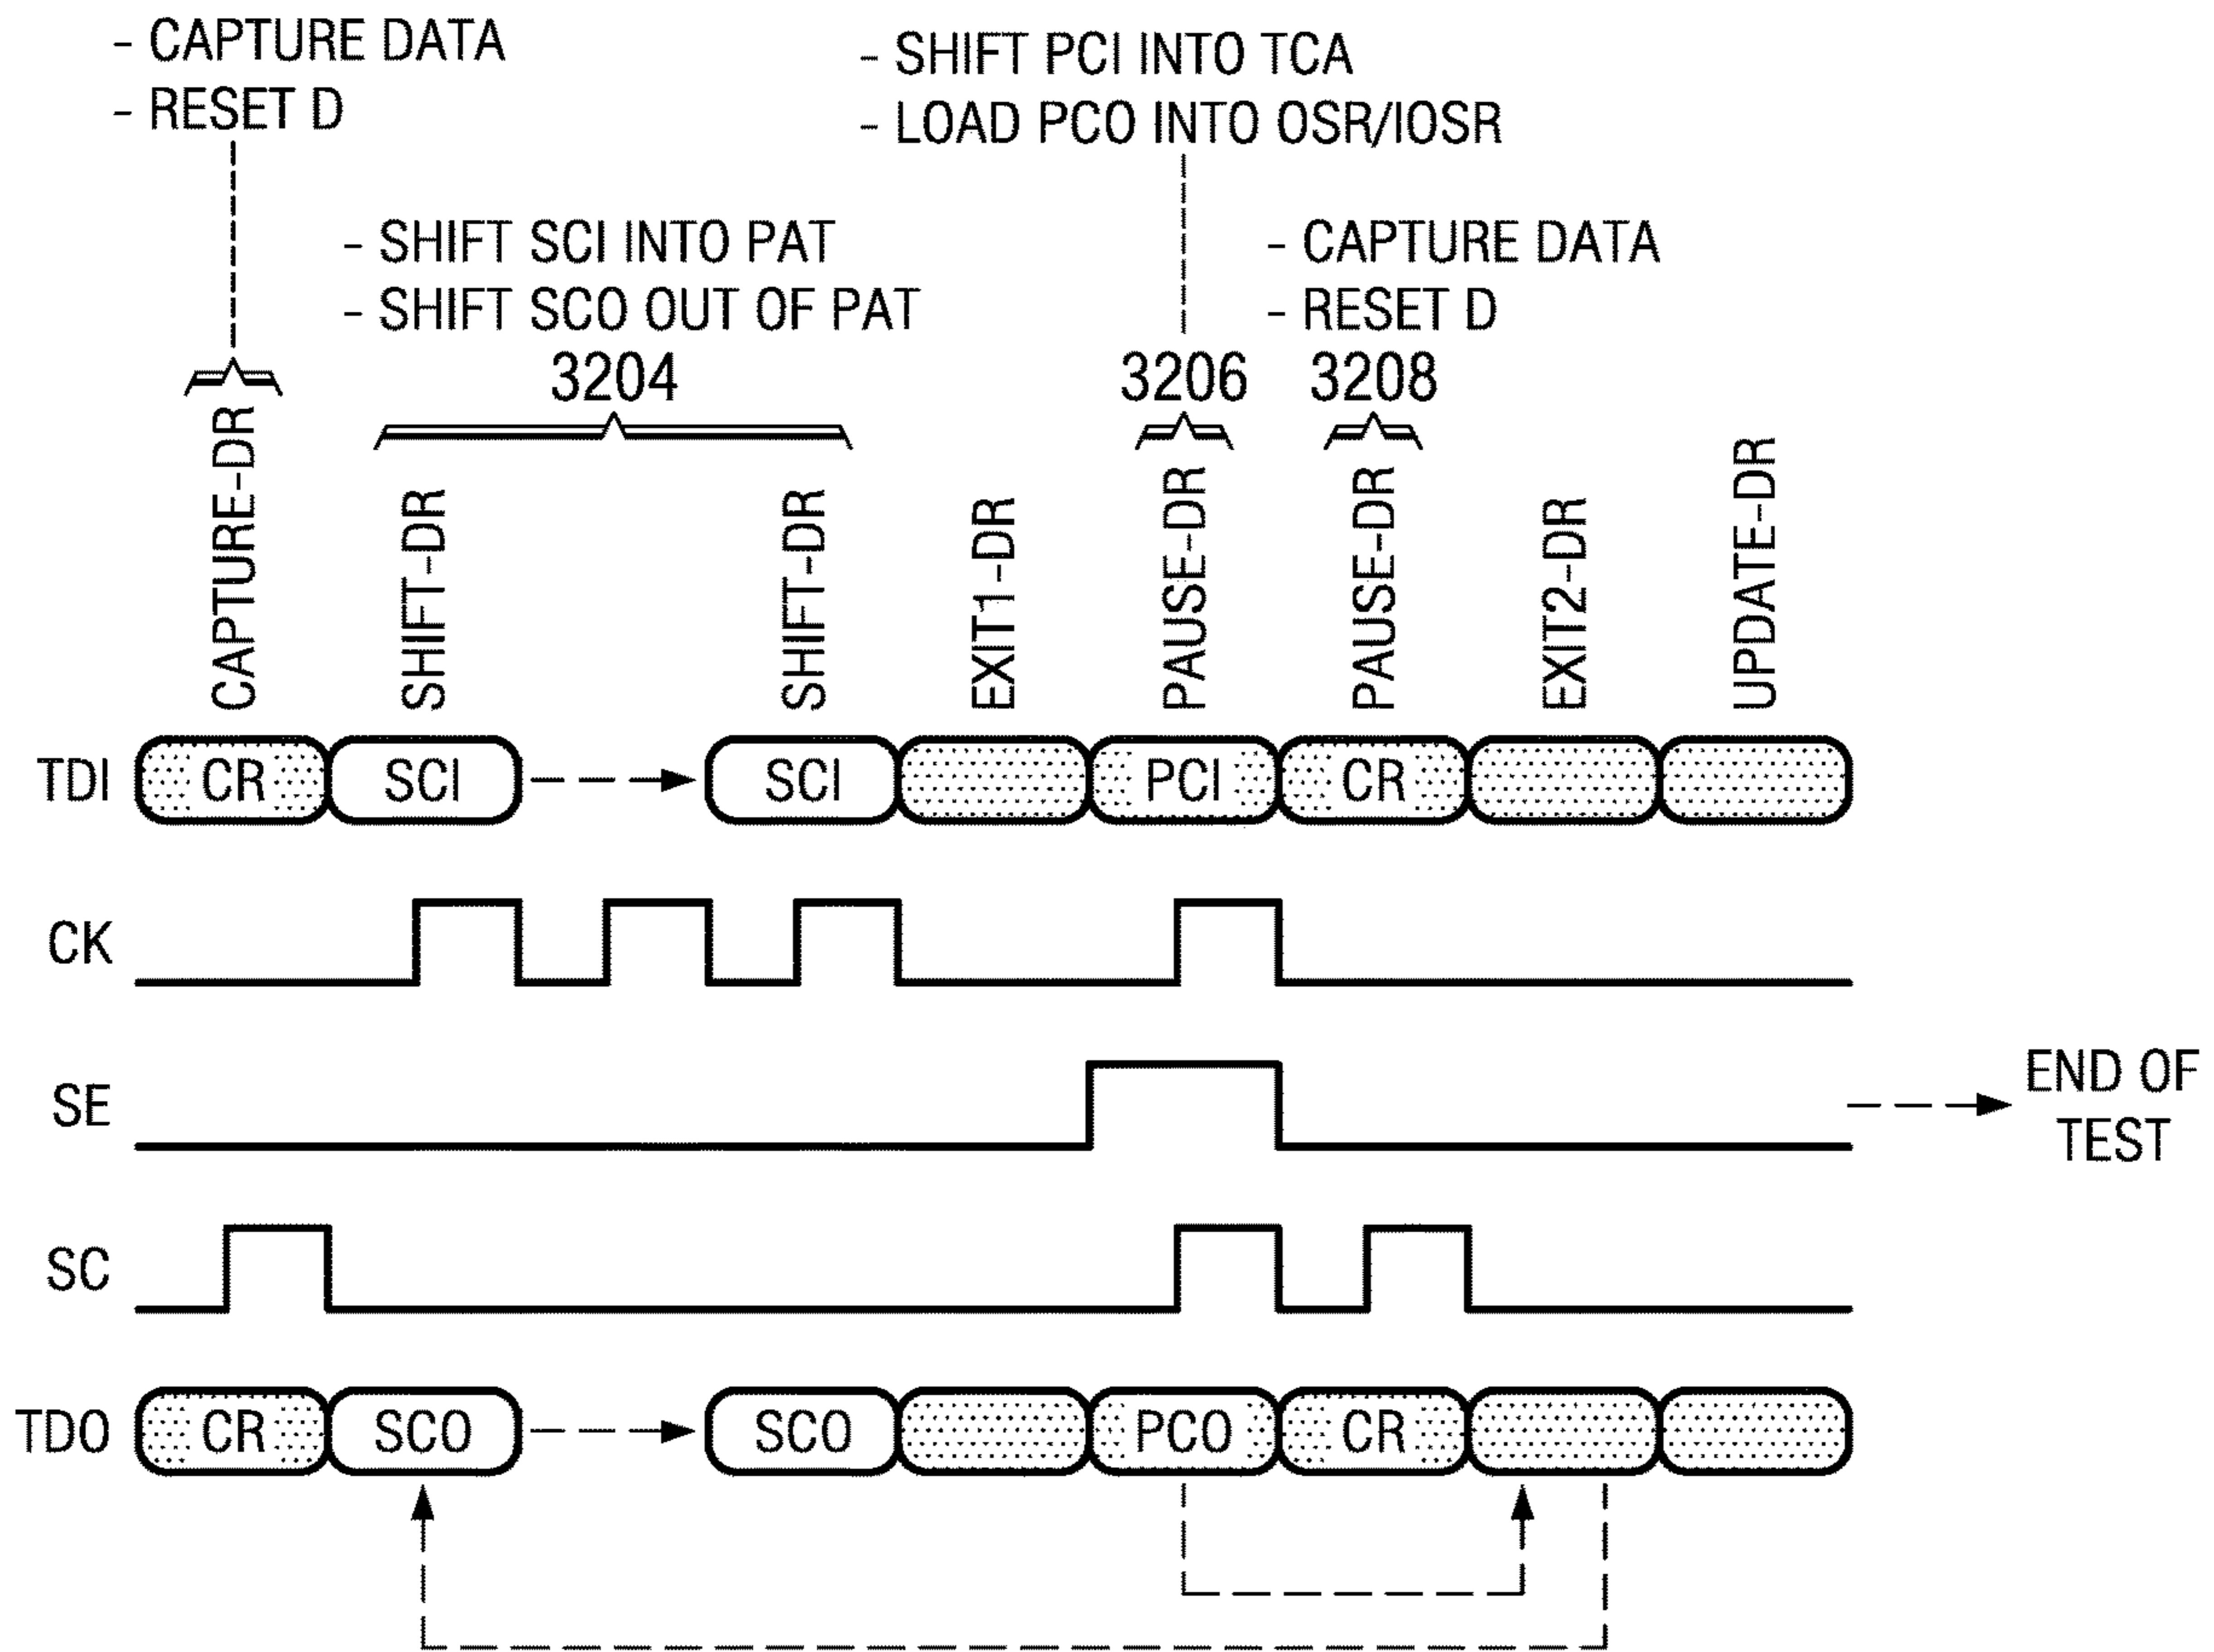 - CAPTURE DATA
- RESET D
- SHIFT PCI INTO TCA
- LOAD PCO INTO OSR/IOSR
- SHIFT SCI INTO PAT
- SHIFT SCO OUT OF PAT
- CAPTURE DATA
- RESET D
3204
3206
3208
CAPTURE-DR
SHIFT-DR
SHIFT-DR
EXIT1-DR
PAUSE-DR
PAUSE-DR
EXIT2-DR
UPDATE-DR
TDI CR SCI SCI PCI CR
CK
SE
END OF
TEST
SC
TDO CR SCO SCO PCO CR